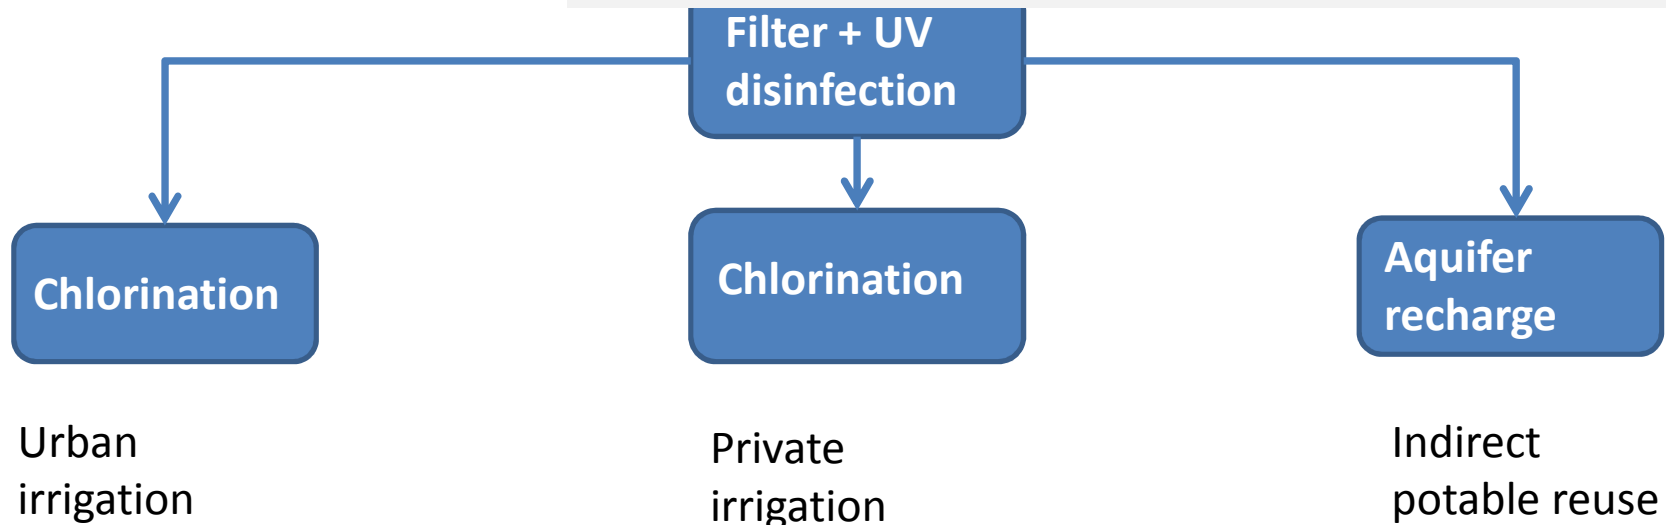 Filter + UV
disinfection
Chlorination
Chlorination
Aquifer
recharge
Urban
irrigation
Private
irrigation
Indirect
potable reuse